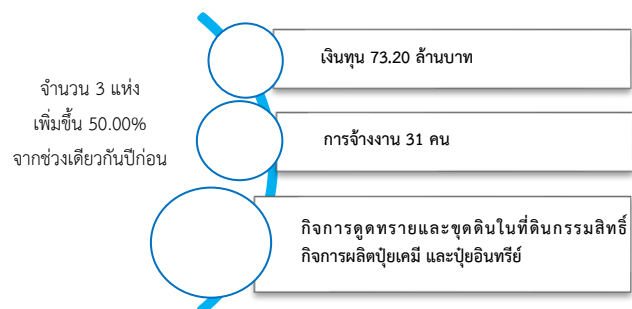 จำนวน 3 แห่ง
เพิ่มขึ้น 50.00%
จากช่วงเดียวกันปีก่อน
เงินทุน 73.20 ล้านบาท
การจ้างงาน 31 คน
กิจการดูดทรายและขุดดินในที่ดินกรรมสิทธิ์
กิจการผลิตปุ๋ยเคมี และปุ๋ยอินทรีย์